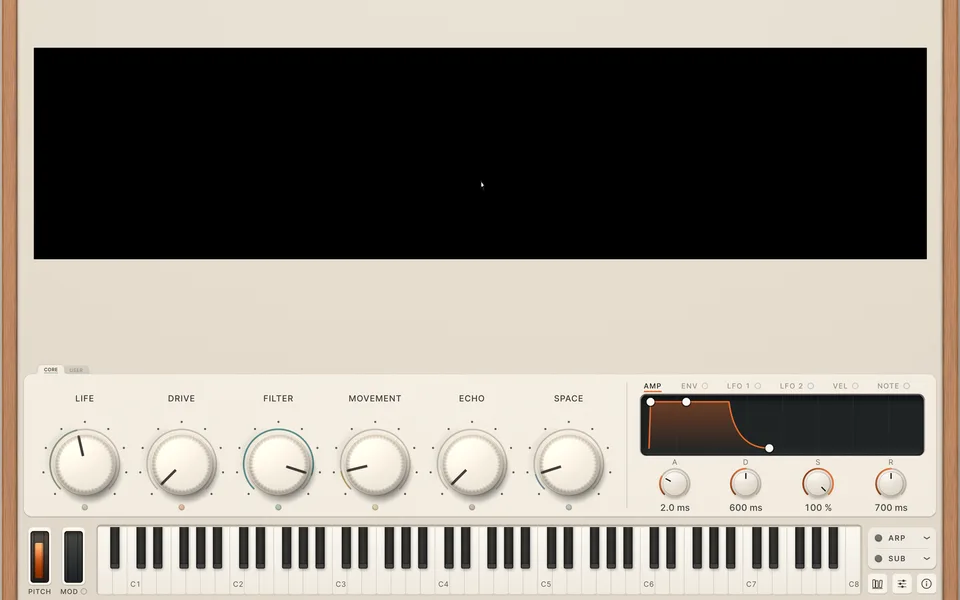 CORE USER
LIFE DRIVE FILTER MOVEMENT ECHO SPACE
AMP ENV LFO 1 LFO 2 VEL NOTE
A D S R
2.0 ms 600 ms 100 % 700 ms
ARP
SUB
C1 C2 C3 C4 C5 C6 C7 C8
PITCH MOD